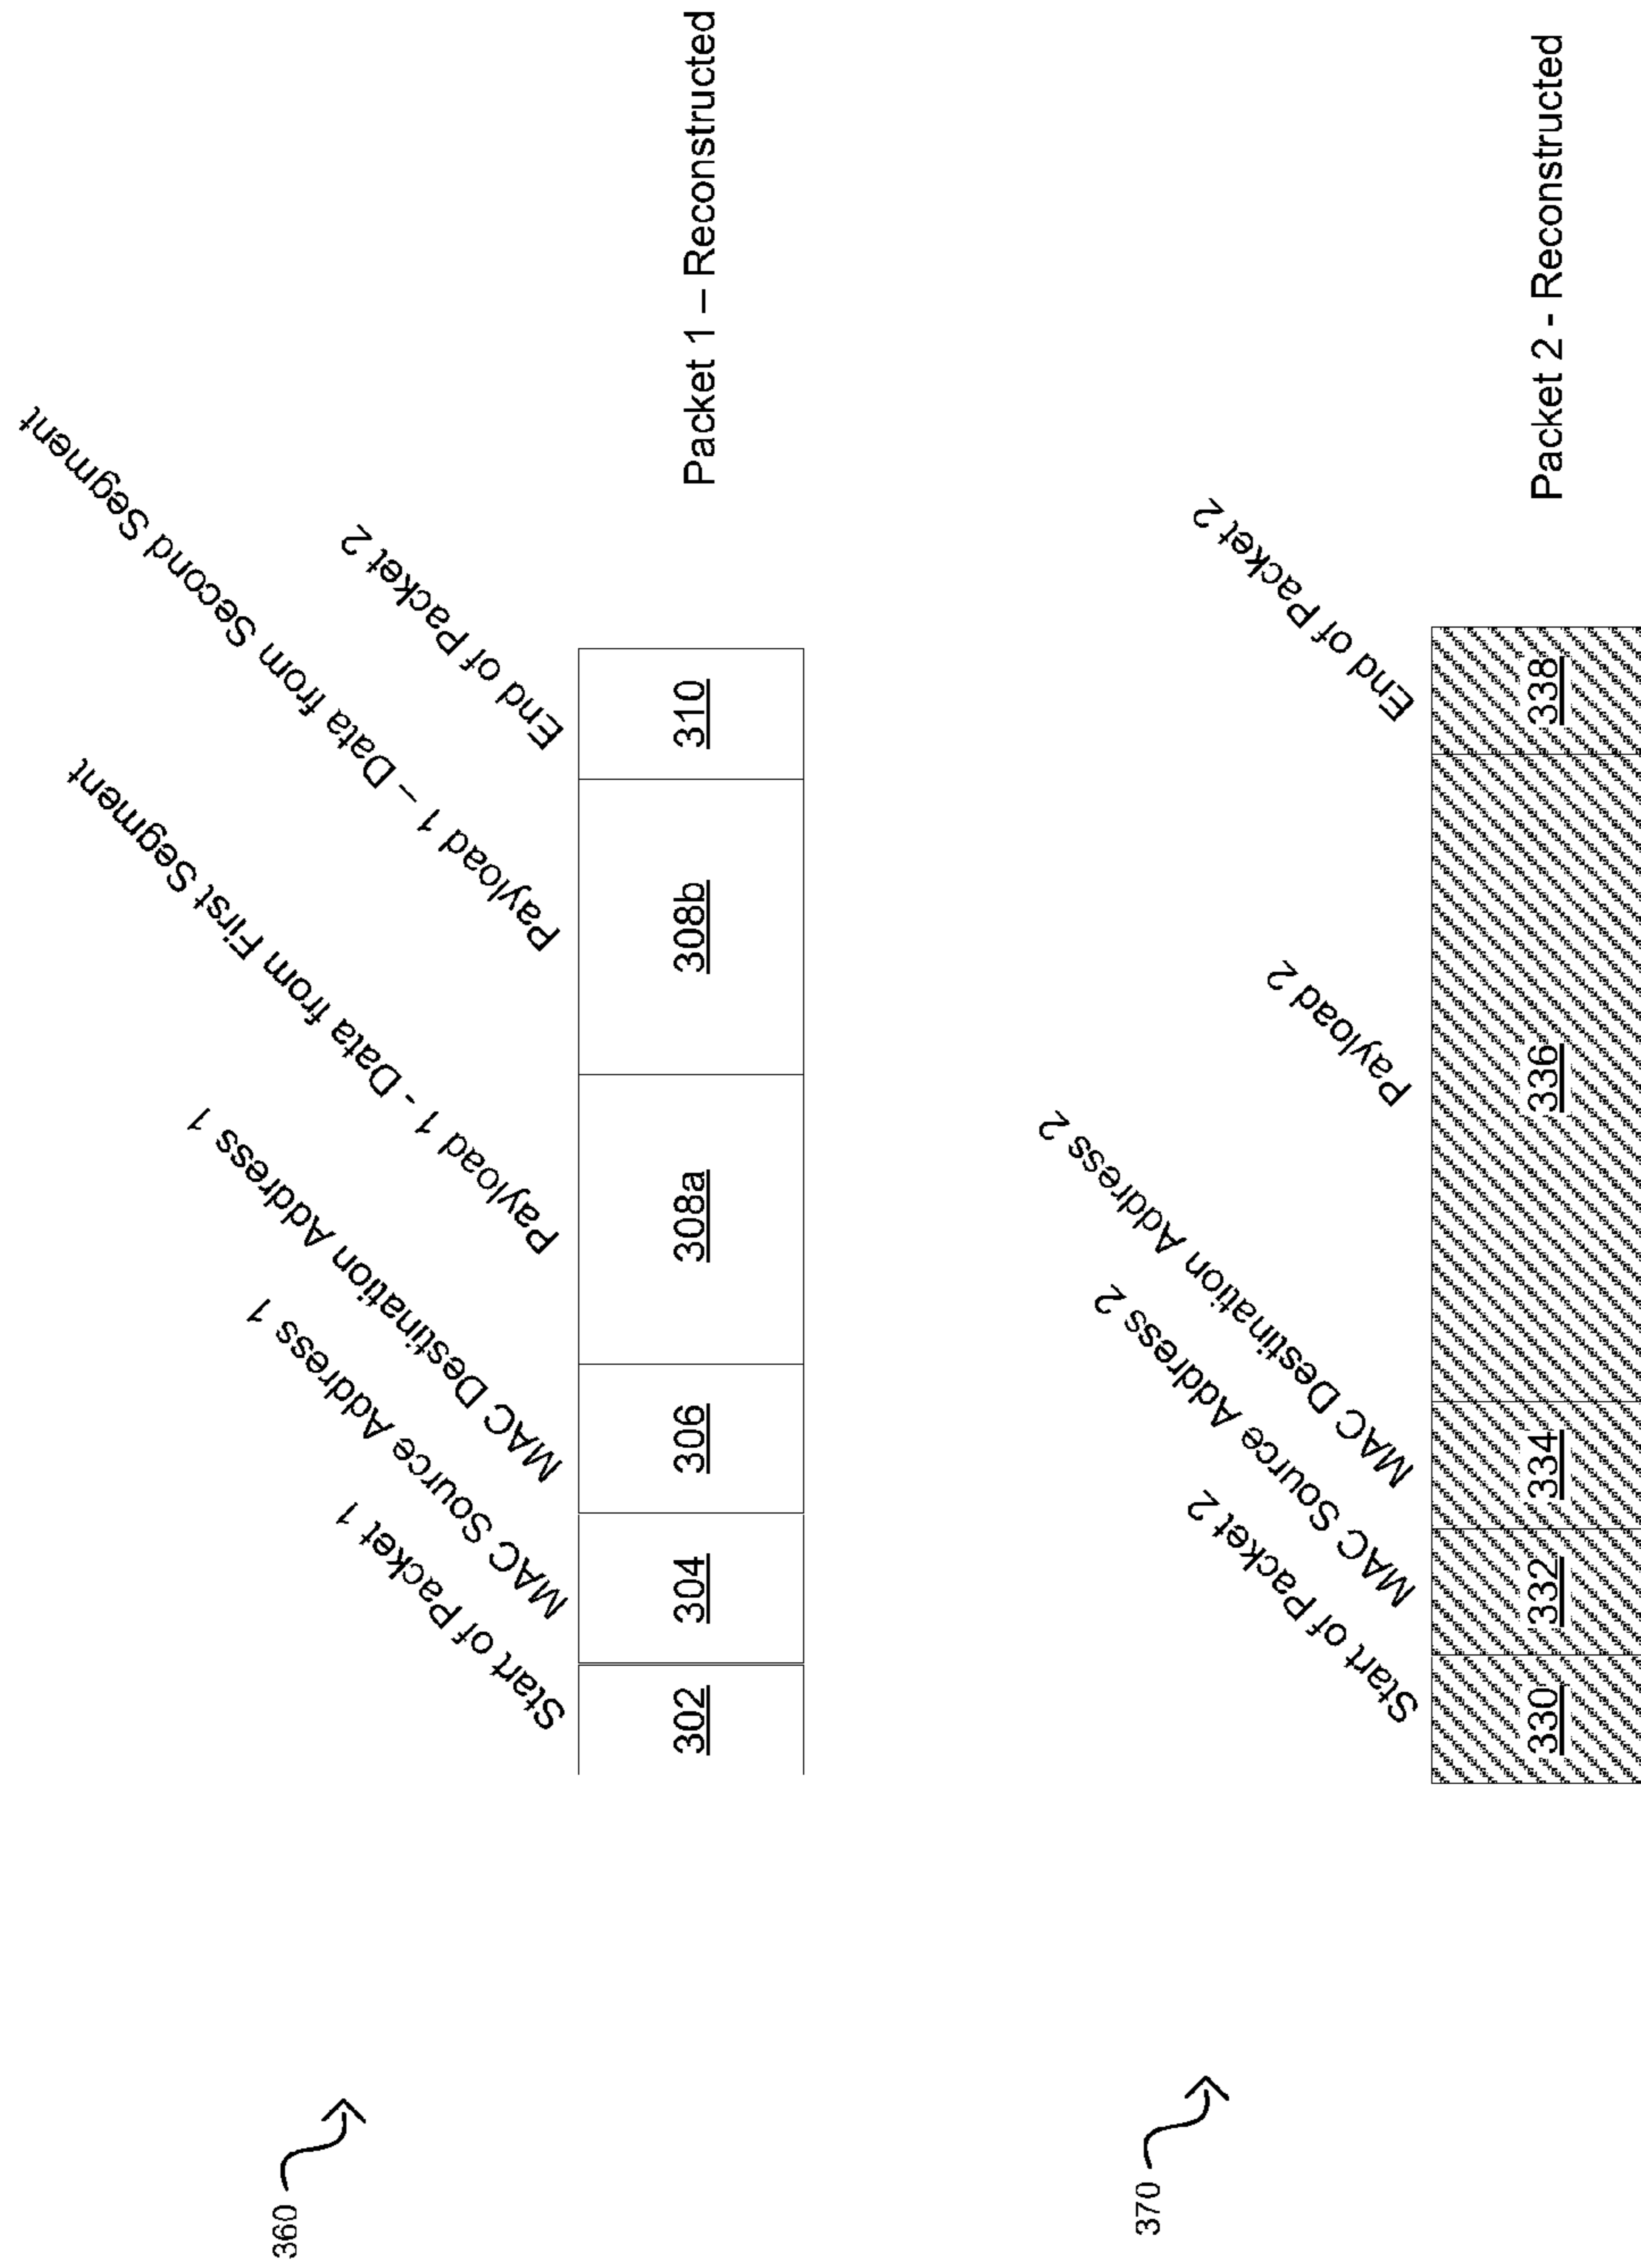 360
Start of Packet 1
MAC Source Address 1
MAC Destination Address 1
Payload 1 - Data from First Segment
Payload 1 – Data from Second Segment
End of Packet 2
302
304
306
308a
308b
310
Packet 1 – Reconstructed
370
Start of Packet 2
MAC Source Address 2
MAC Destination Address 2
Payload 2
End of Packet 2
330
332
334
336
338
Packet 2 - Reconstructed